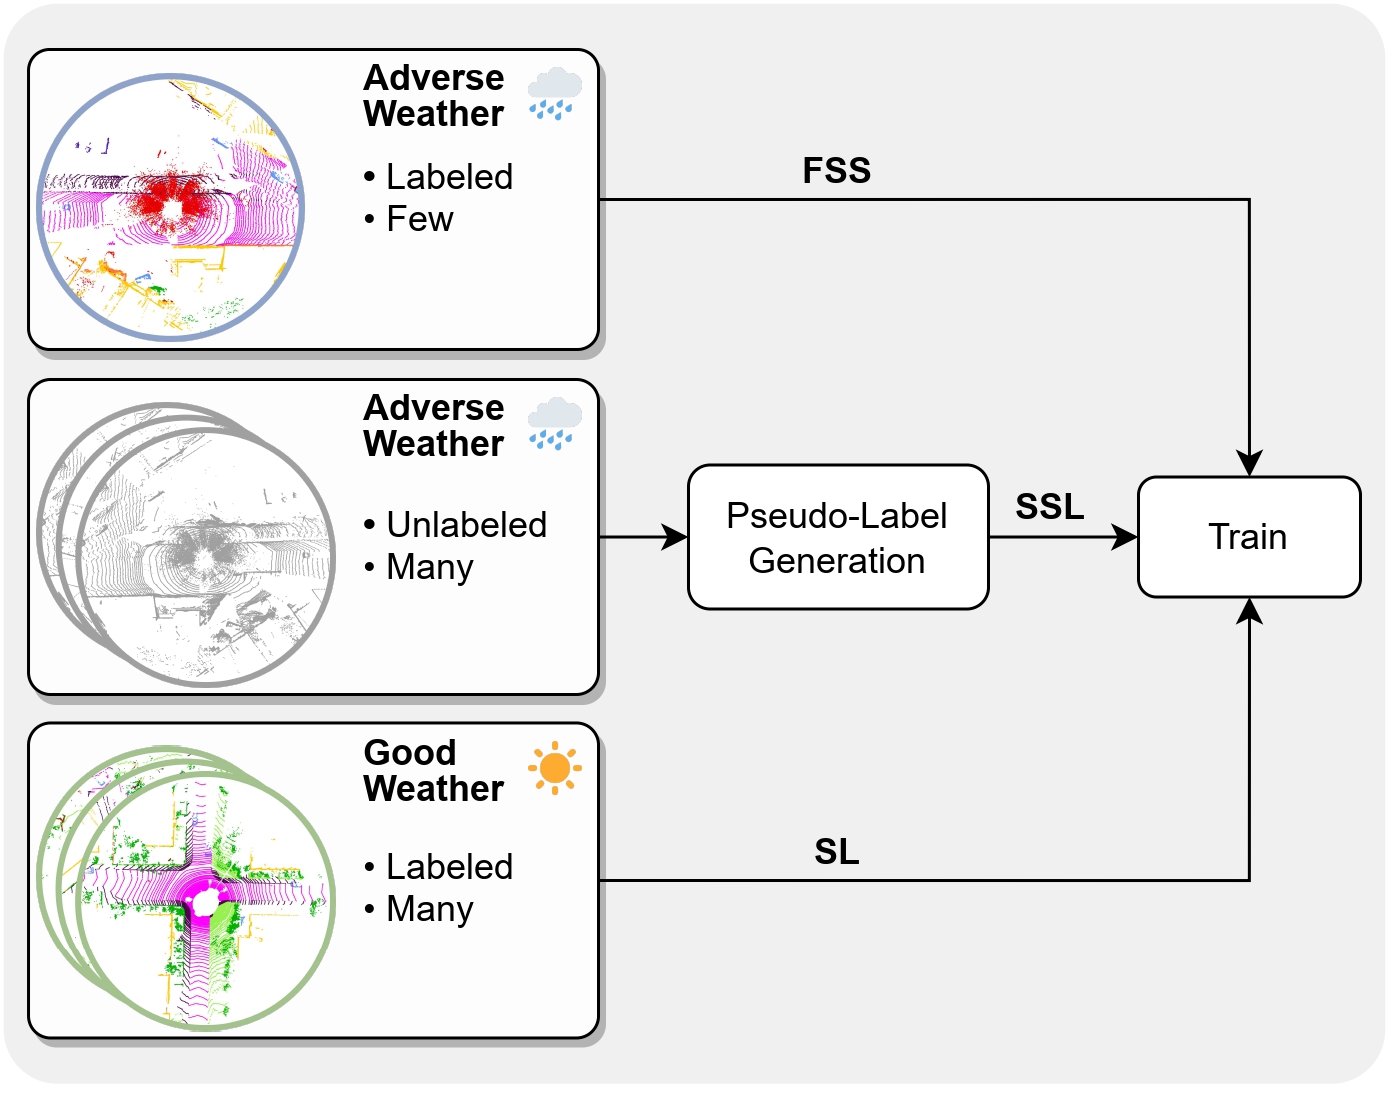 Adverse
Weather
• Labeled
• Few
FSS
Adverse
Weather
• Unlabeled
• Many
Pseudo-Label
Generation
SSL
Train
Good
Weather
• Labeled
• Many
SL